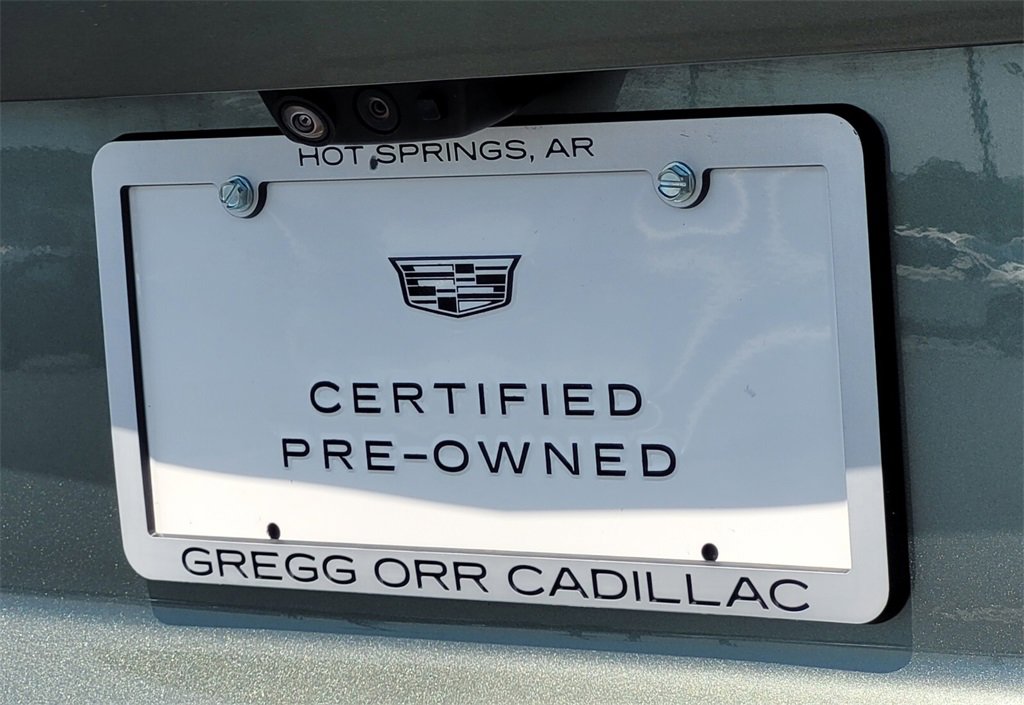 HOT SPRINGS, AR
CERTIFIED
PRE-OWNED
GREGG ORR CADILLAC